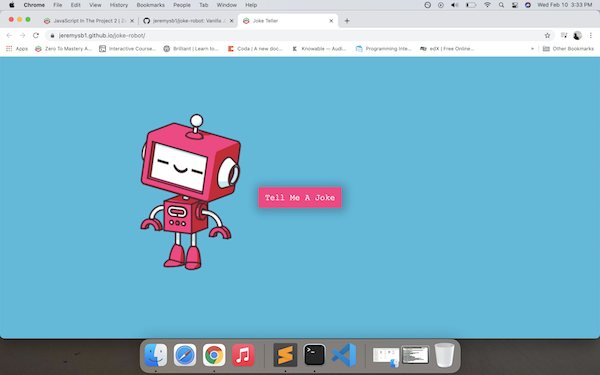 Chrome File Edit View History Bookmarks People Tab Window Help
Wed Feb 10 3:33 PM
JavaScript In The Project 2 | Z
jeremysb1/joke-robot: Vanilla J
Joke Teller
jeremysb1.github.io/joke-robot/
Apps Zero To Mastery A... Interactive Course... Brilliant | Learn to... Coda | A new doc... Knowable — Audi... Programming Inte... edX | Free Online... » Other Bookmarks
Tell Me A Joke